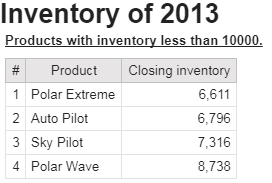 Inventory of 2013
Products with inventory less than 10000.
# Product Closing inventory
1 Polar Extreme 6,611
2 Auto Pilot 6,796
3 Sky Pilot 7,316
4 Polar Wave 8,738